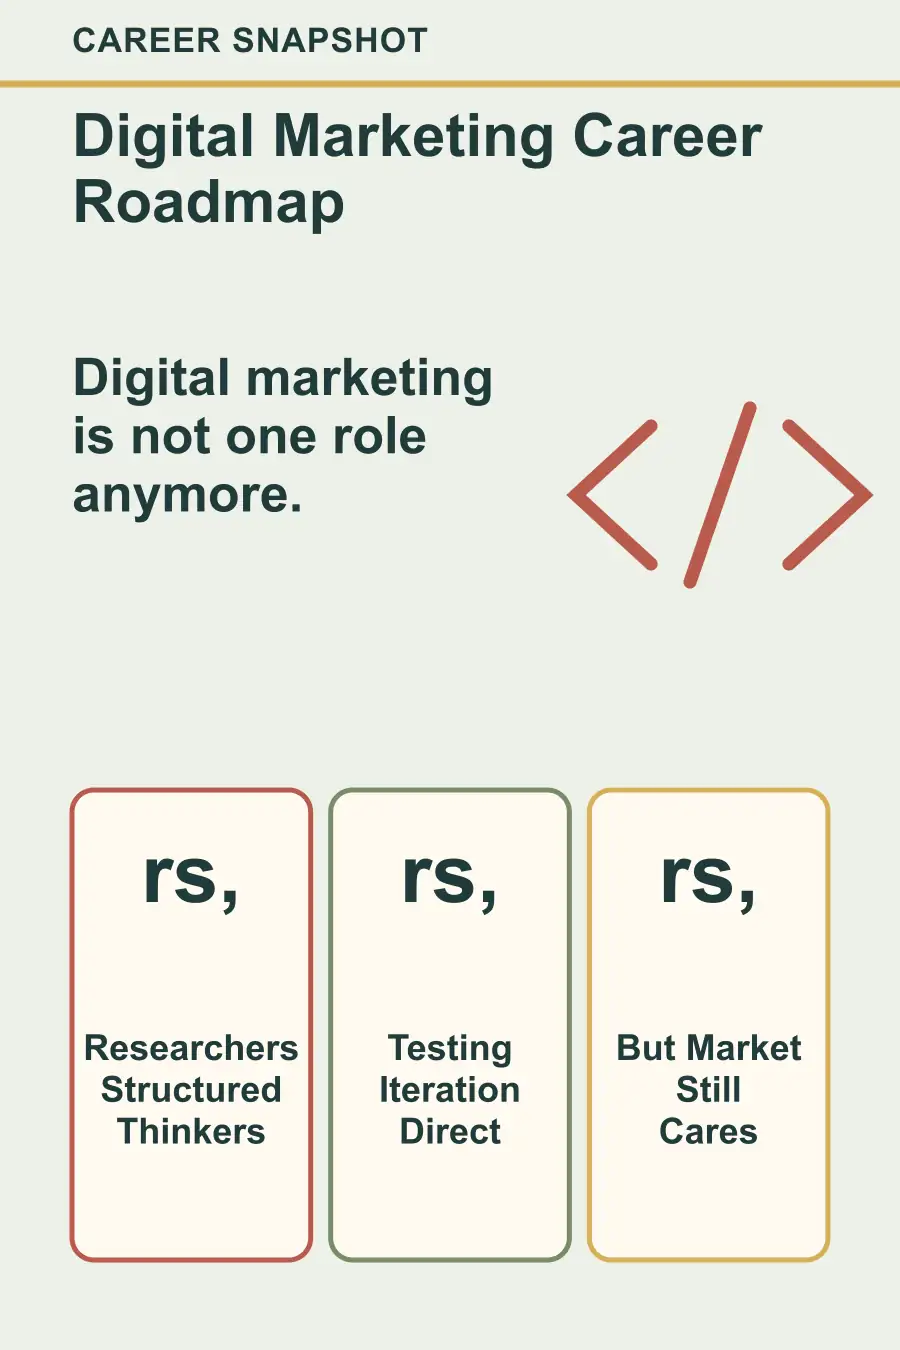 CAREER SNAPSHOT
Digital Marketing Career
Roadmap
Digital marketing
is not one role
anymore.
</>
rs,
Researchers
Structured
Thinkers
rs,
Testing
Iteration
Direct
rs,
But Market
Still
Cares